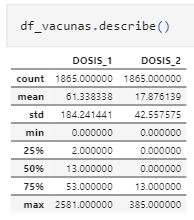 df_vacunas.describe()
DOSIS_1 DOSIS_2
count 1865.000000 1865.000000
mean 61.338338 17.876139
std 184.241441 42.557575
min 0.000000 0.000000
25% 2.000000 0.000000
50% 13.000000 0.000000
75% 53.000000 13.000000
max 2581.000000 385.000000